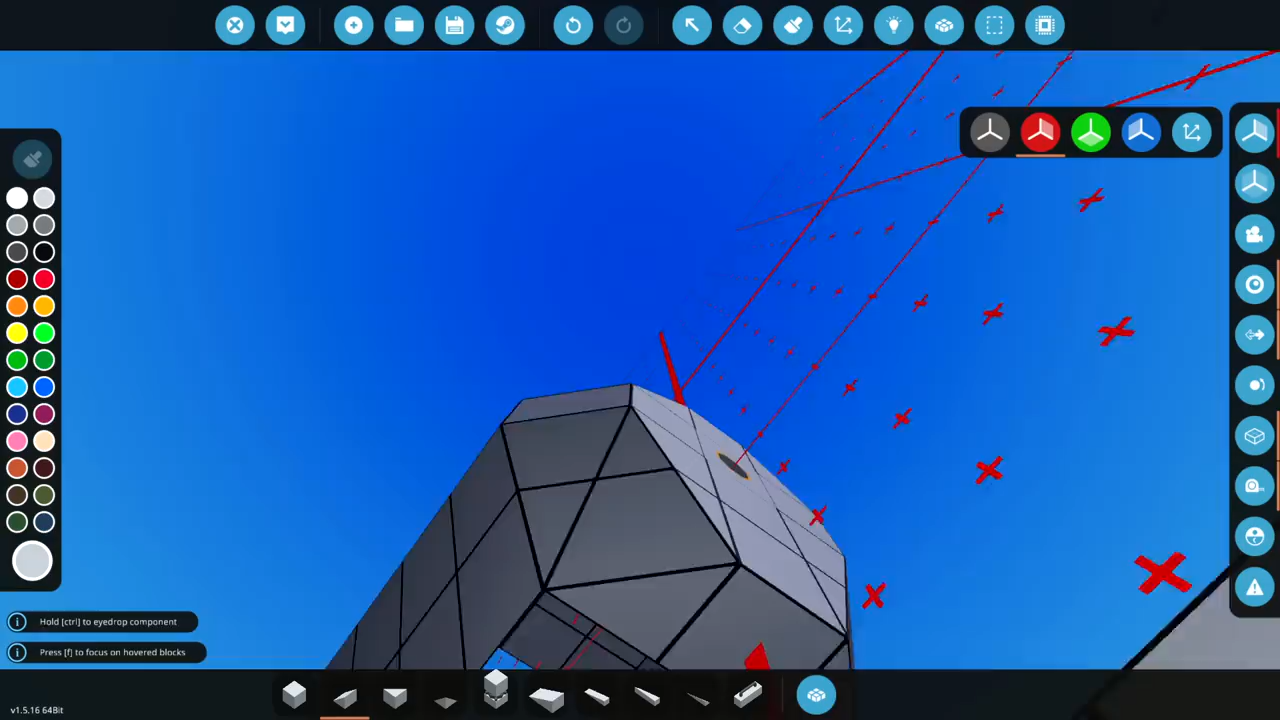 Hold [ctrl] to eyedrop component
Press [f] to focus on hovered blocks
v1.5.16 64Bit